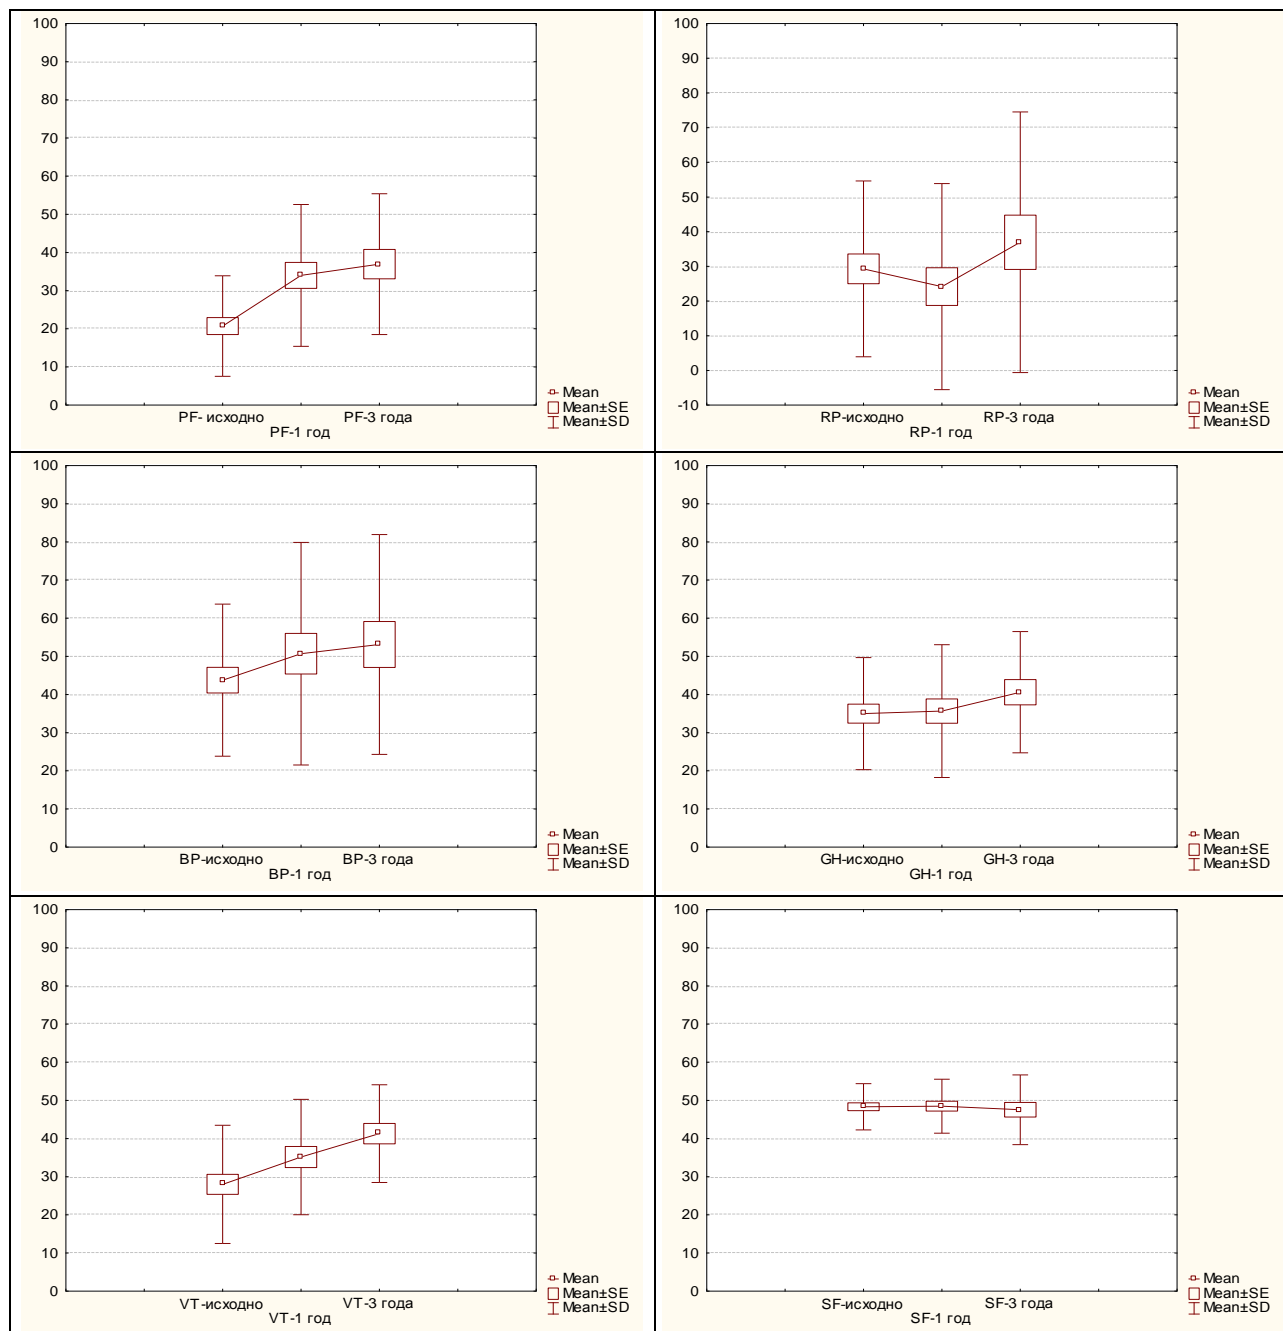 100
90
80
70
60
50
40
30
20
10
0
PF- исходно
PF-3 года
PF-1 год
Mean
Mean±SE
Mean±SD
100
90
80
70
60
50
40
30
20
10
0
-10
RP-исходно
RP-3 года
RP-1 год
Mean
Mean±SE
Mean±SD
100
90
80
70
60
50
40
30
20
10
0
BP-исходно
BP-3 года
BP-1 год
Mean
Mean±SE
Mean±SD
100
90
80
70
60
50
40
30
20
10
0
GH-исходно
GH-3 года
GH-1 год
Mean
Mean±SE
Mean±SD
100
90
80
70
60
50
40
30
20
10
0
VT-исходно
VT-3 года
VT-1 год
Mean
Mean±SE
Mean±SD
100
90
80
70
60
50
40
30
20
10
0
SF-исходно
SF-3 года
SF-1 год
Mean
Mean±SE
Mean±SD